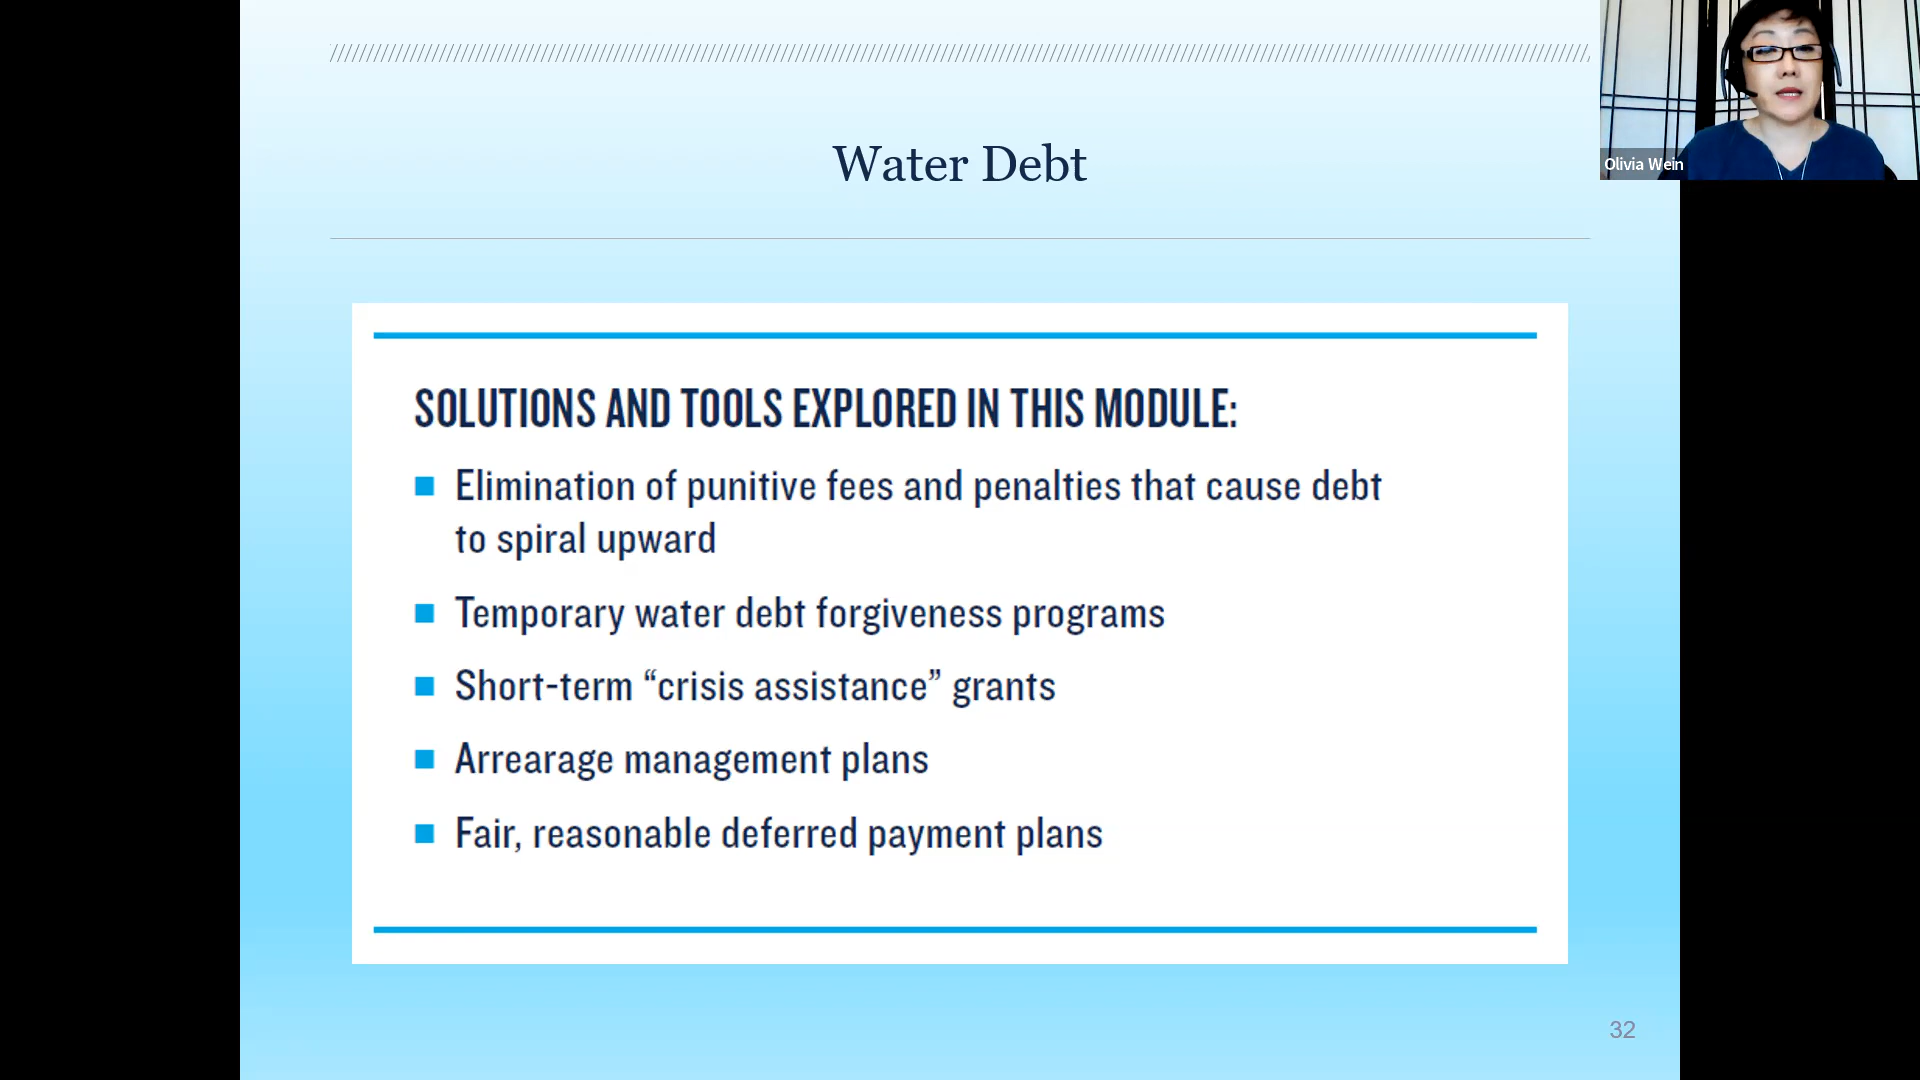 Water Debt
Olivia Wein
SOLUTIONS AND TOOLS EXPLORED IN THIS MODULE:
Elimination of punitive fees and penalties that cause debt
to spiral upward
Temporary water debt forgiveness programs
Short-term “crisis assistance” grants
Arrearage management plans
Fair, reasonable deferred payment plans
32